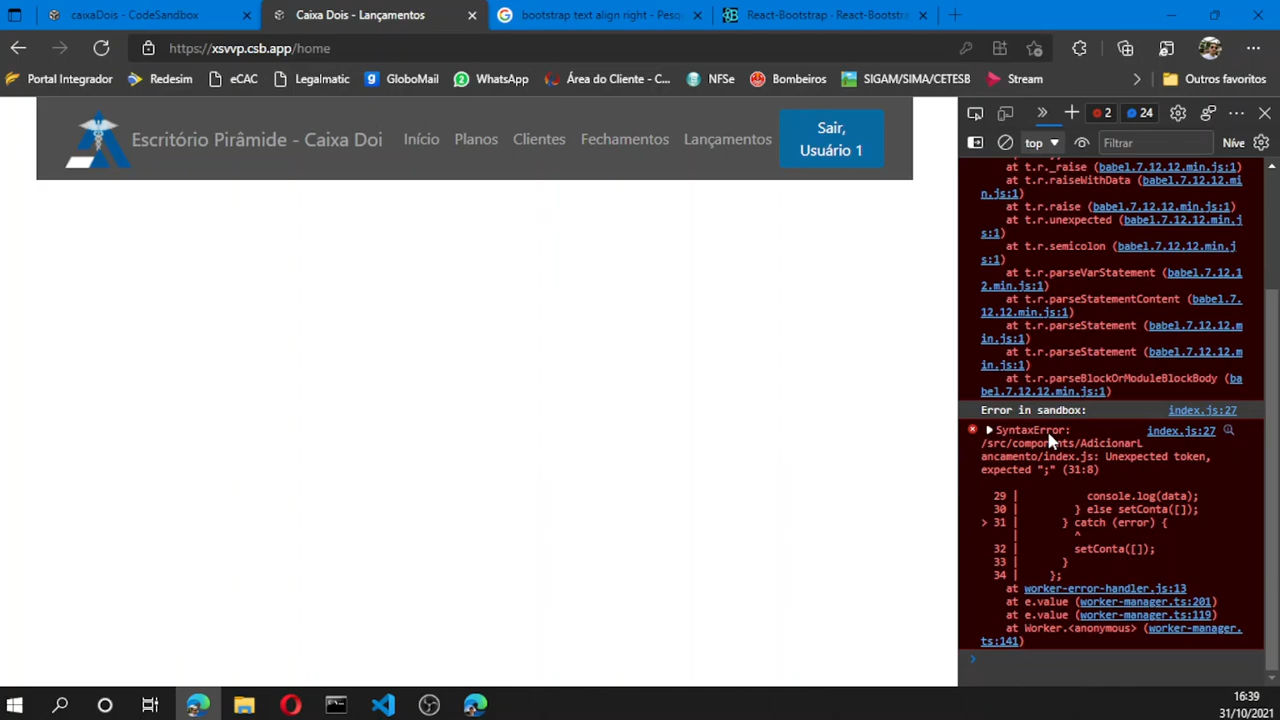 caixaDois - CodeSandbox
Caixa Dois - Lançamentos
bootstrap text align right - Pesq
React-Bootstrap · React-Bootstra
https://xsvvp.csb.app/home
Portal Integrador
Redesim
eCAC
Legalmatic
GloboMail
WhatsApp
Área do Cliente - C...
NFSe
Bombeiros
SIGAM/SIMA/CETESB
Stream
Outros favoritos
Escritório Pirâmide - Caixa Doi
Início
Planos
Clientes
Fechamentos
Lançamentos
Sair,
Usuário 1
2
24
top
Filtrar
Níve
at t.r._raise (babel.7.12.12.min.js:1)
at t.r.raiseWithData (babel.7.12.12.mi
n.js:1)
at t.r.raise (babel.7.12.12.min.js:1)
at t.r.unexpected (babel.7.12.12.min.j
s:1)
at t.r.semicolon (babel.7.12.12.min.j
s:1)
at t.r.parseVarStatement (babel.7.12.1
2.min.js:1)
at t.r.parseStatementContent (babel.7.
12.12.min.js:1)
at t.r.parseStatement (babel.7.12.12.m
in.js:1)
at t.r.parseStatement (babel.7.12.12.m
in.js:1)
at t.r.parseBlockOrModuleBlockBody (ba
bel.7.12.12.min.js:1)
Error in sandbox: index.js:27
SyntaxError: index.js:27
/src/components/AdicionarL
ancamento/index.js: Unexpected token,
expected ";" (31:8)
29 | console.log(data);
30 | } else setConta([]);
> 31 | } catch (error) {
| ^
32 | setConta([]);
33 | }
34 | };
at worker-error-handler.js:13
at e.value (worker-manager.ts:201)
at e.value (worker-manager.ts:119)
at Worker.<anonymous> (worker-manager.
ts:141)
16:39
31/10/2021